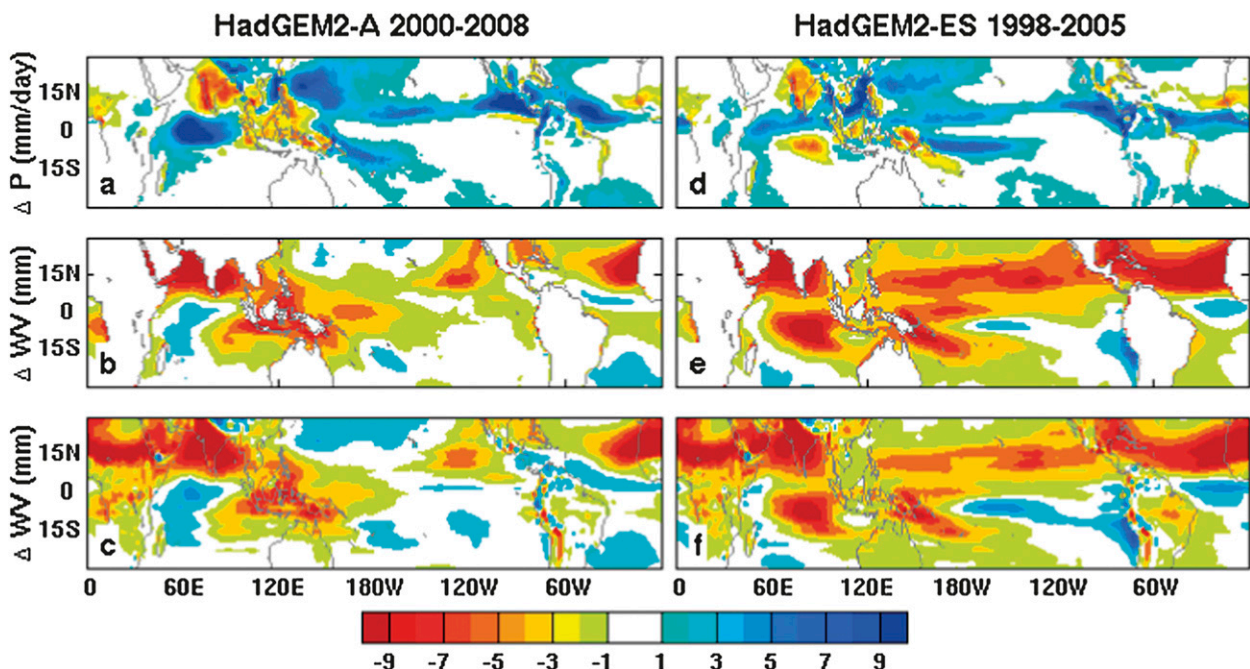 HadGEM2-A 2000-2008
HadGEM2-ES 1998-2005
Δ P (mm/day)
15N
0
15S
a
d
Δ WV (mm)
15N
0
15S
b
e
Δ WV (mm)
15N
0
15S
c
f
0 60E 120E 180W 120W 60W
0 60E 120E 180W 120W 60W
-9 -7 -5 -3 -1 1 3 5 7 9